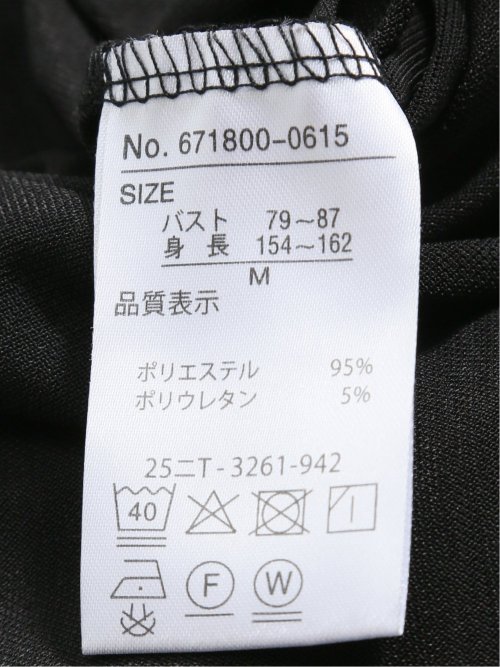 No. 671800-0615
SIZE
バスト 79～87
身 長 154～162
M
品質表示
ポリエステル 95%
ポリウレタン 5%
25ニT-3261-942
40
F W